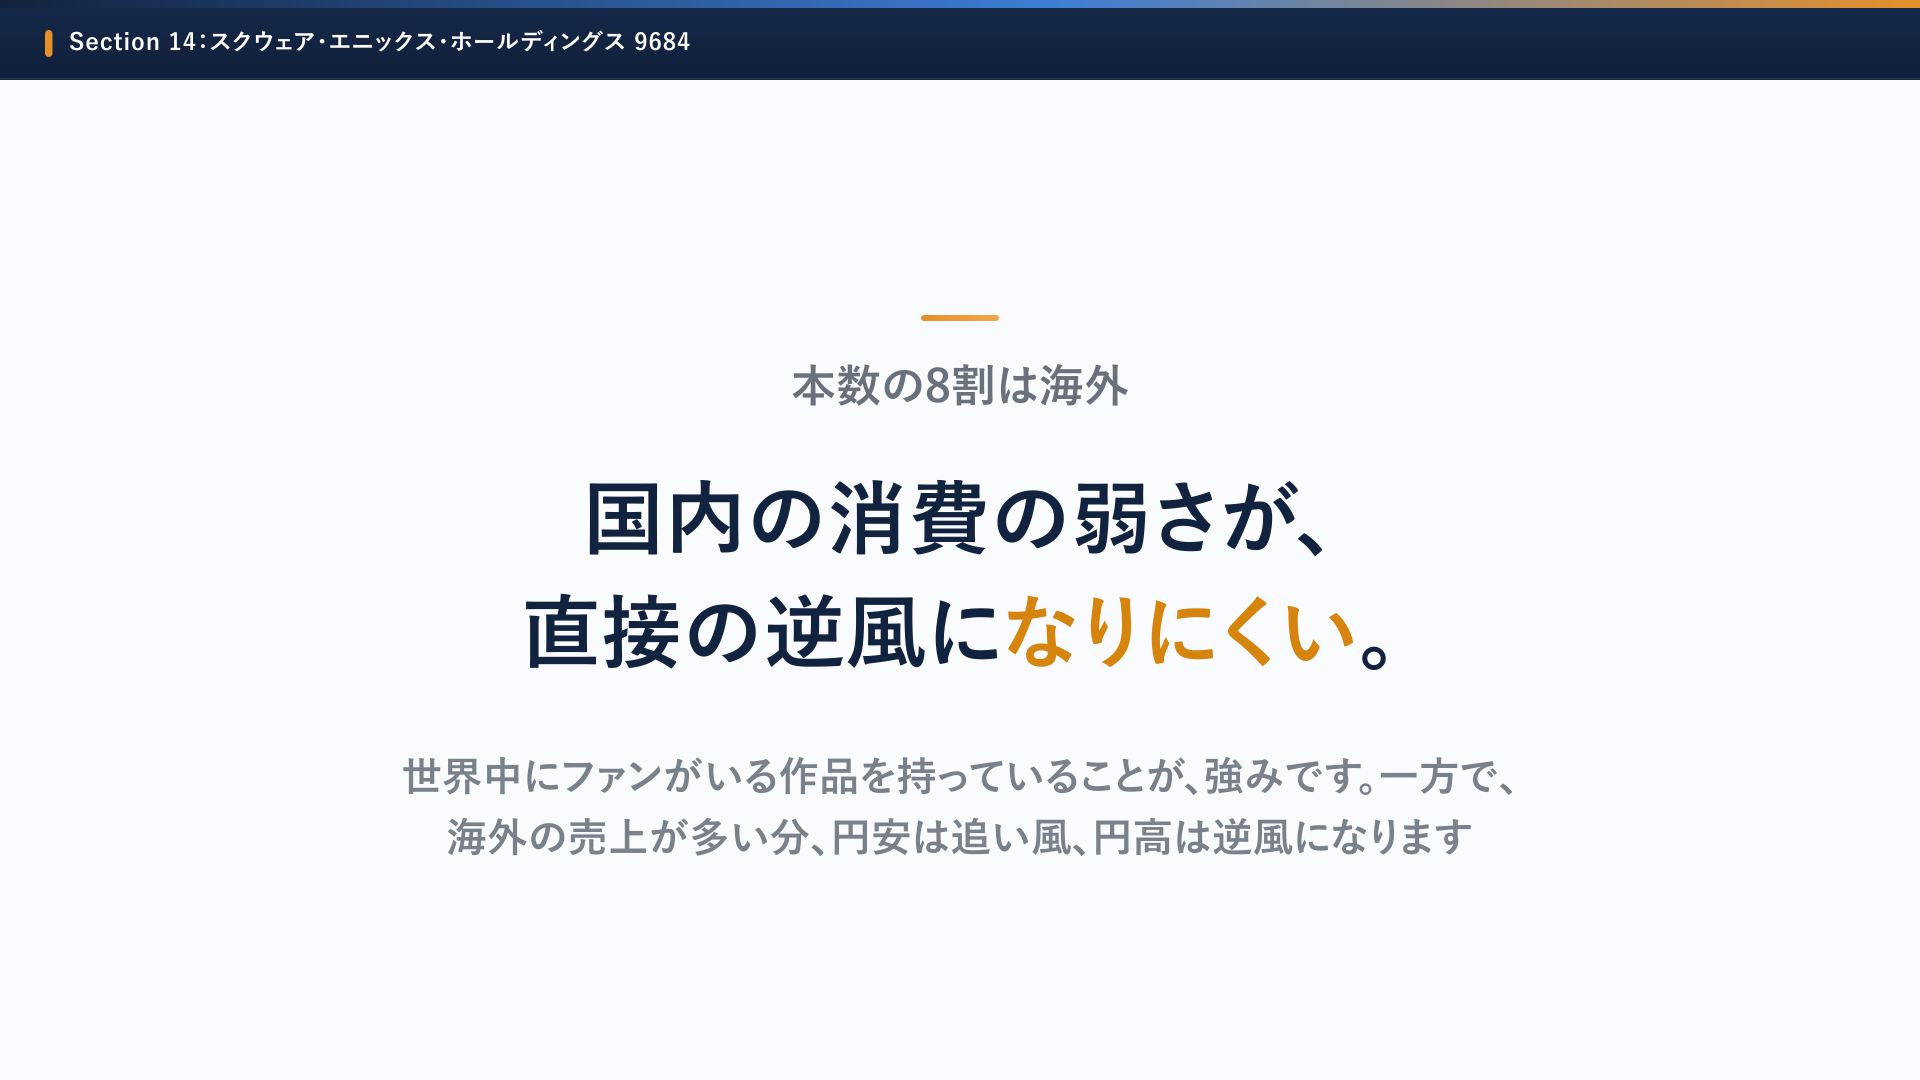 Section 14：スクウェア・エニックス・ホールディングス 9684
本数の8割は海外
国内の消費の弱さが、
直接の逆風になりにくい。
世界中にファンがいる作品を持っていることが、強みです。一方で、
海外の売上が多い分、円安は追い風、円高は逆風になります